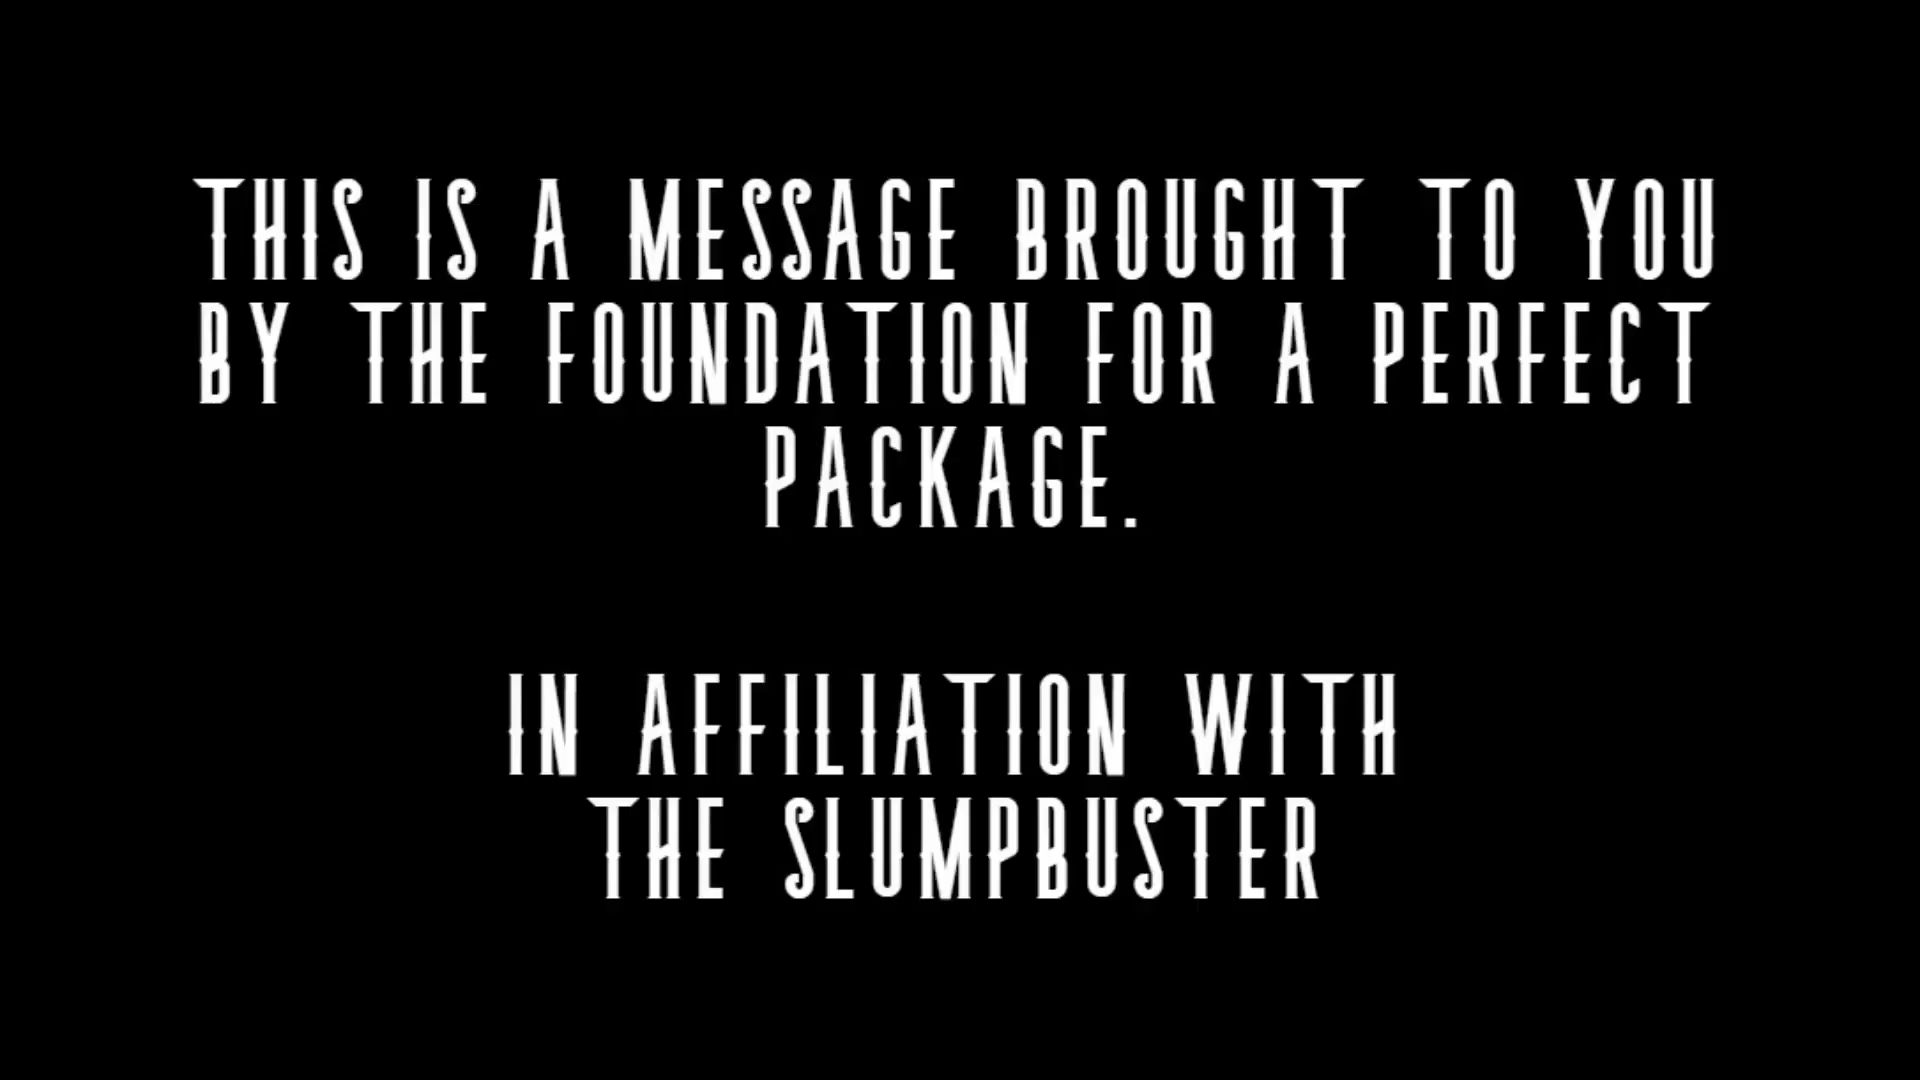 THIS IS A MESSAGE BROUGHT TO YOU
BY THE FOUNDATION FOR A PERFECT
PACKAGE.
IN AFFILIATION WITH
THE SLUMPBUSTER